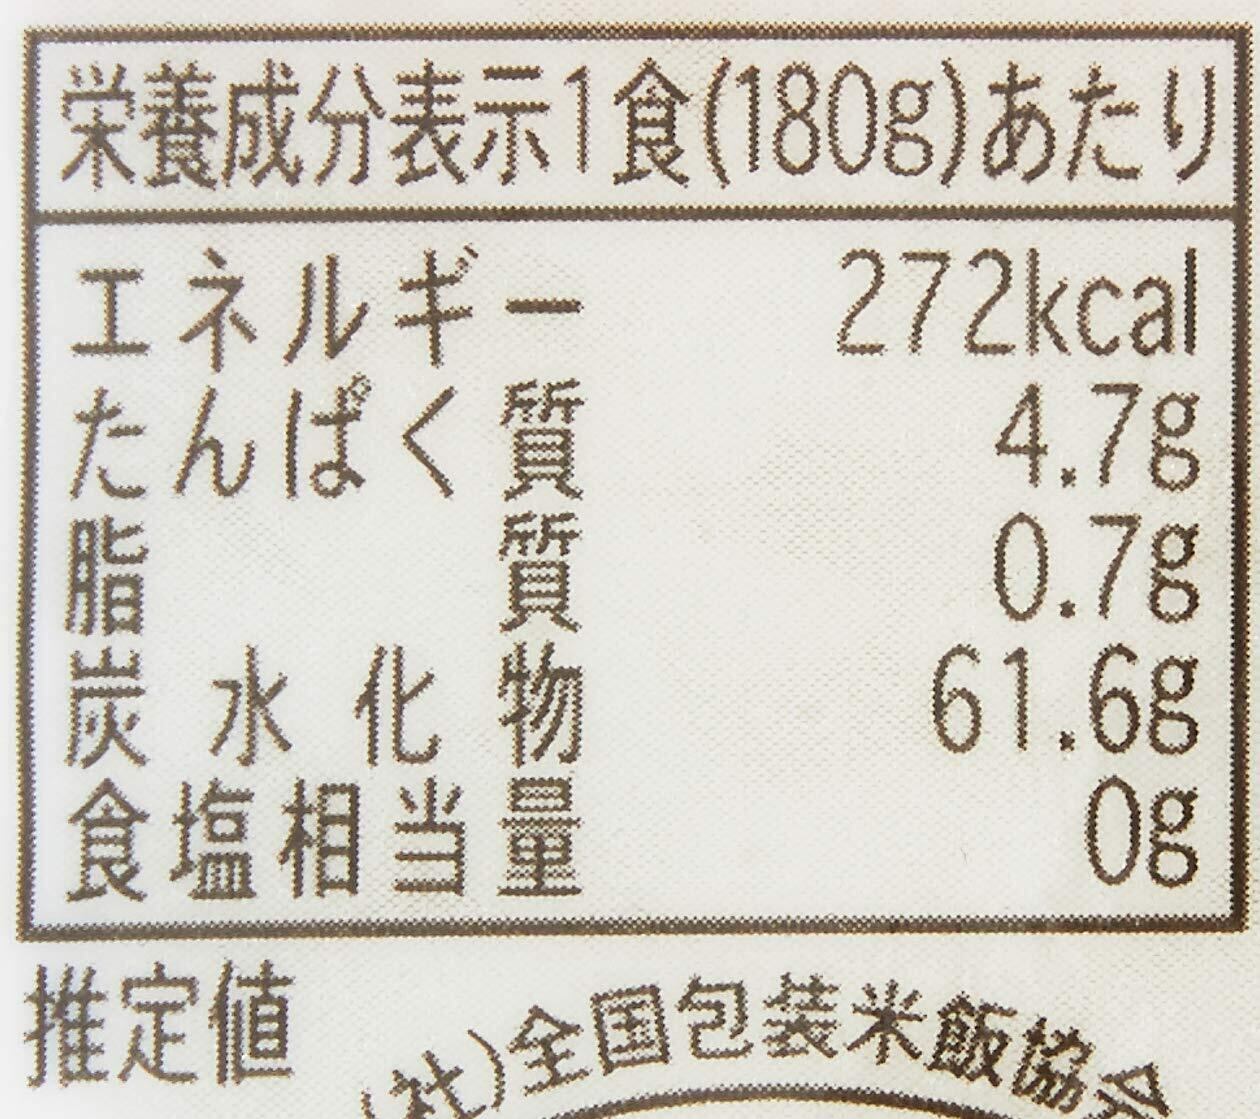 栄養成分表示1食(180g)あたり
エネルギー 272kcal
たんぱく質 4.7g
脂質 0.7g
炭水化物 61.6g
食塩相当量 0g
推定値
(社)全国包装米飯協会